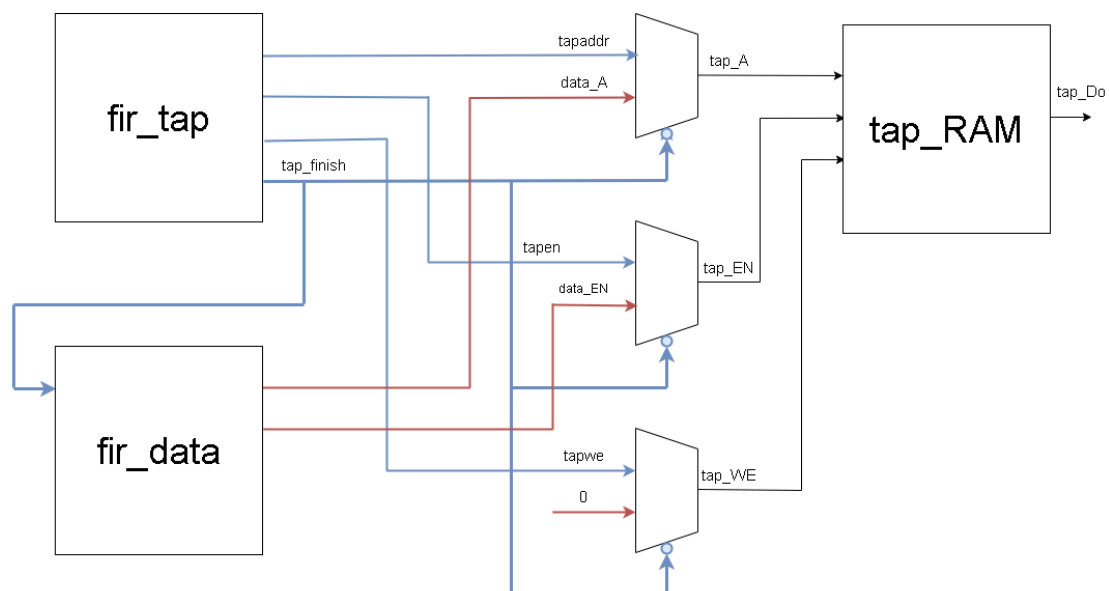 fir_tap
tapaddr
data_A
tap_finish
tap_A
tap_RAM
tap_Do
tapen
data_EN
tap_EN
fir_data
tapwe
0
tap_WE